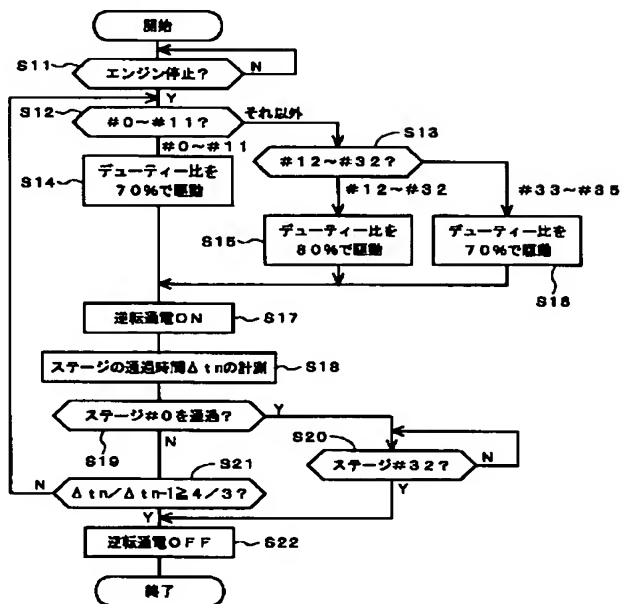 開始
S11
エンジン停止？
N
Y
S12
#0～#11？
それ以外
S13
#12～#32？
#0～#11
S14
デューティー比を
70％で駆動
#12～#32
#33～#35
S15
デューティー比を
80％で駆動
デューティー比を
70％で駆動
S16
逆転通電ON
S17
ステージの通過時間Δtnの計測
S18
ステージ#0を通過？
Y
S19
N
S20
ステージ#32？
N
Y
S21
N
Δtn/Δtn-1≧4/3？
Y
逆転通電OFF
S22
終了